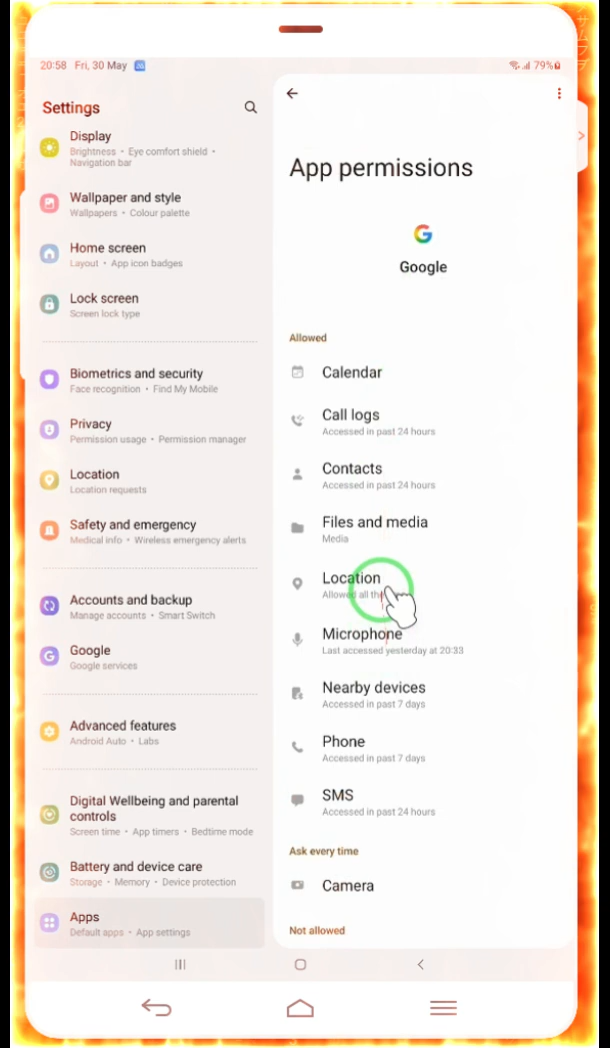 20:58 Fri, 30 May
79%
Settings
Display
Brightness • Eye comfort shield •
Navigation bar
Wallpaper and style
Wallpapers • Colour palette
Home screen
Layout • App icon badges
Lock screen
Screen lock type
Biometrics and security
Face recognition • Find My Mobile
Privacy
Permission usage • Permission manager
Location
Location requests
Safety and emergency
Medical info • Wireless emergency alerts
Accounts and backup
Manage accounts • Smart Switch
Google
Google services
Advanced features
Android Auto • Labs
Digital Wellbeing and parental
controls
Screen time • App timers • Bedtime mode
Battery and device care
Storage • Memory • Device protection
Apps
Default apps • App settings
App permissions
Google
Allowed
Calendar
Call logs
Accessed in past 24 hours
Contacts
Accessed in past 24 hours
Files and media
Media
Location
Allowed all
Microphone
Last accessed yesterday at 20:33
Nearby devices
Accessed in past 7 days
Phone
Accessed in past 7 days
SMS
Accessed in past 24 hours
Ask every time
Camera
Not allowed